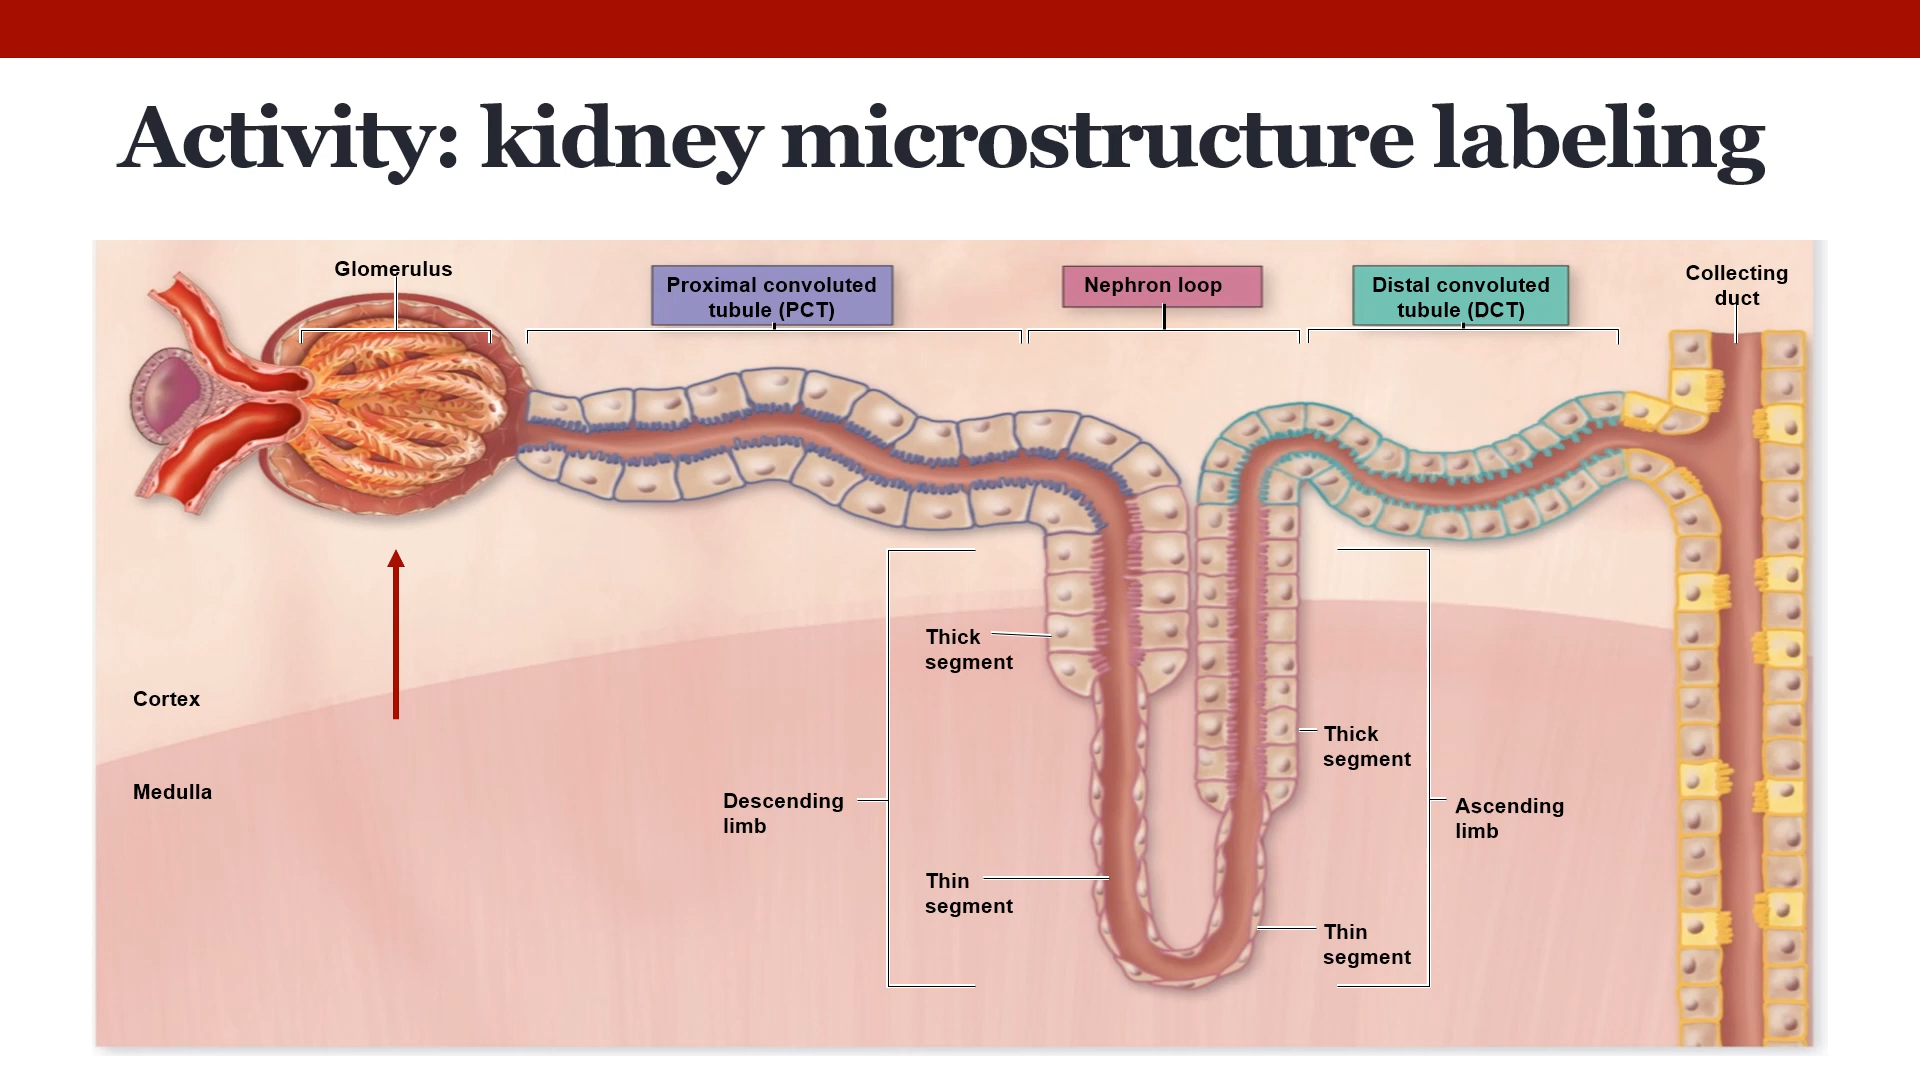 Activity: kidney microstructure labeling
Glomerulus
Proximal convoluted
tubule (PCT)
Nephron loop
Distal convoluted
tubule (DCT)
Collecting
duct
Thick
segment
Cortex
Medulla
Descending
limb
Thin
segment
Thick
segment
Ascending
limb
Thin
segment